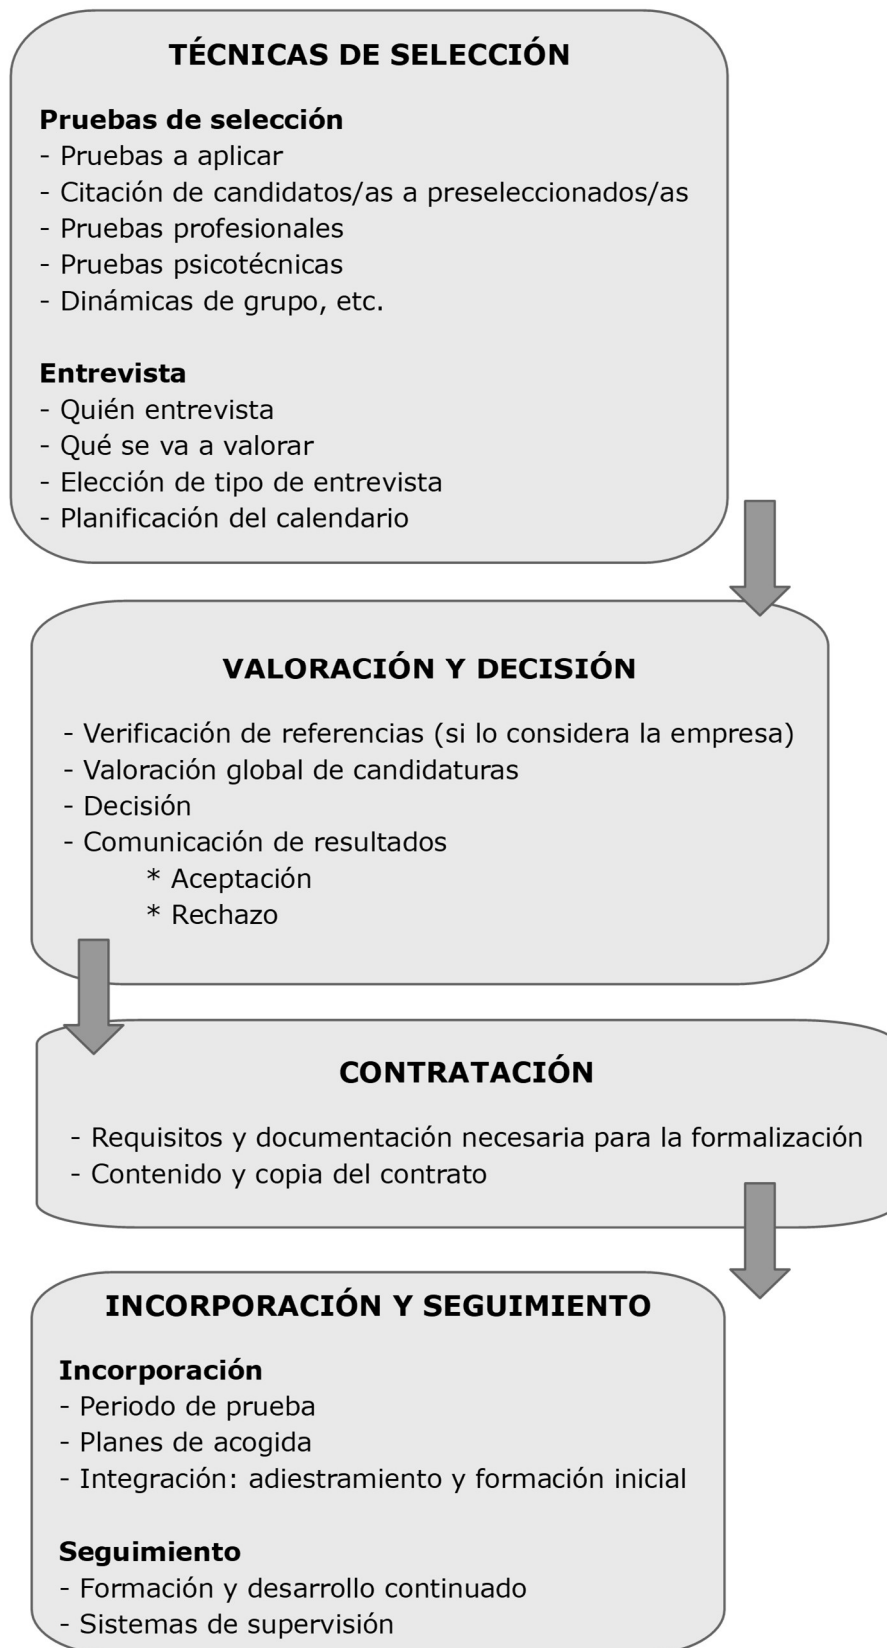 TÉCNICAS DE SELECCIÓN
Pruebas de selección
- Pruebas a aplicar
- Citación de candidatos/as a preseleccionados/as
- Pruebas profesionales
- Pruebas psicotécnicas
- Dinámicas de grupo, etc.
Entrevista
- Quién entrevista
- Qué se va a valorar
- Elección de tipo de entrevista
- Planificación del calendario
VALORACIÓN Y DECISIÓN
- Verificación de referencias (si lo considera la empresa)
- Valoración global de candidaturas
- Decisión
- Comunicación de resultados
* Aceptación
* Rechazo
CONTRATACIÓN
- Requisitos y documentación necesaria para la formalización
- Contenido y copia del contrato
INCORPORACIÓN Y SEGUIMIENTO
Incorporación
- Periodo de prueba
- Planes de acogida
- Integración: adiestramiento y formación inicial
Seguimiento
- Formación y desarrollo continuado
- Sistemas de supervisión